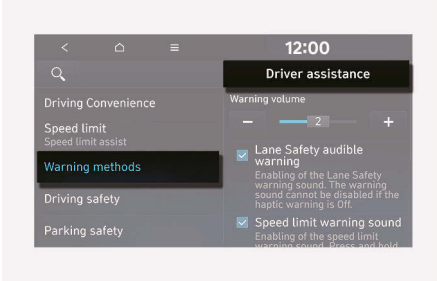 12:00
Driver assistance
Driving Convenience
Speed limit
Speed limit assist
Warning methods
Driving safety
Parking safety
Warning volume
2
Lane Safety audible
warning
Enabling of the Lane Safety
warning sound. The warning
sound cannot be disabled if the
haptic warning is Off.
Speed limit warning sound
Enabling of the speed limit
warning sound. Press and hold